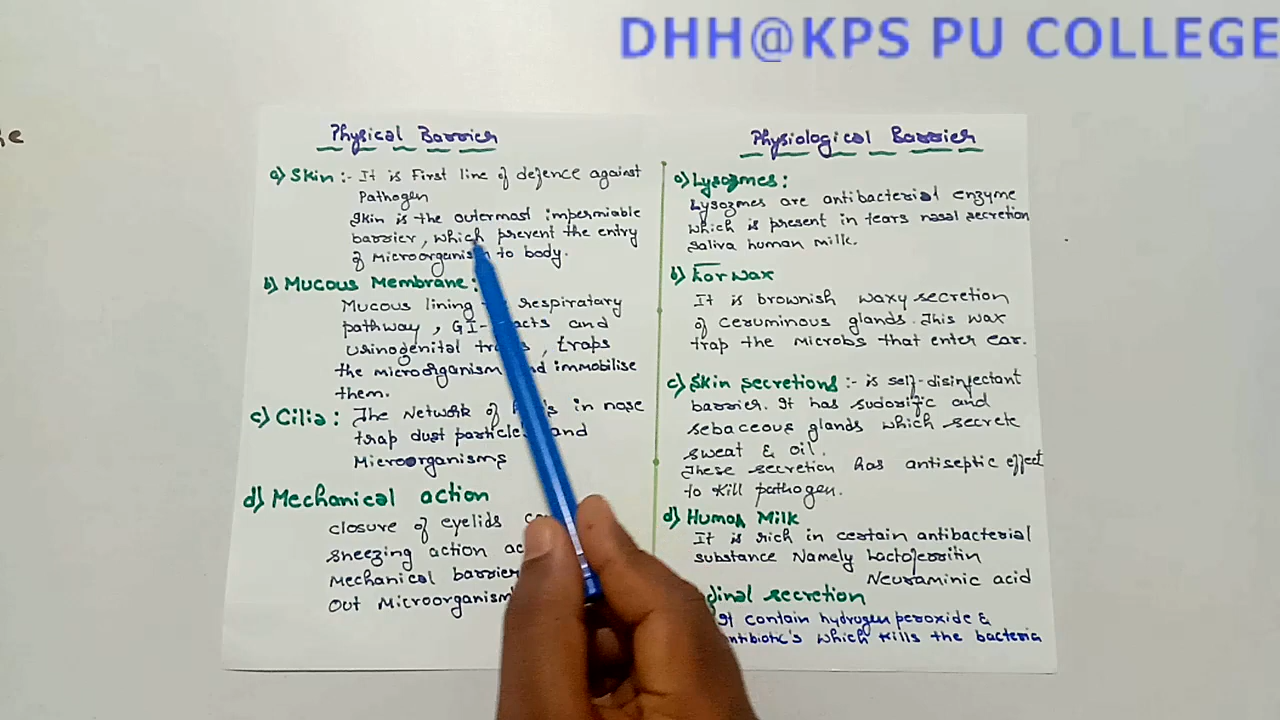 DHH@KPS PU COLLEGE
Physical Barrier
a) Skin :- It is First line of defence against
Pathogen
Skin is the outermost impermiable
barrier, which prevent the entry
of Microorganism to body.
b) Mucous Membrane:
Mucous lining respiratary
pathway, GI- and
Urinogenital , traps
the microorganism immobilise
them.
c) Cilia: The Network of in nose
trap dust particles and
Microorganisms
d) Mechanical action
closure of eyelids
sneezing action
Mechanical barrier
Out Microorganism
Physiological Barrier
a) Lysozmes:
Lysozmes are antibacterial enzyme
which is present in tears nasal secretion
Saliva human milk.
b) Ear wax
It is brownish waxy secretion
of ceruminous glands. This wax
trap the microbs that enter ear.
c) Skin secretions :- is self-disinfectant
barrier. It has sudorific and
sebaceous glands which secrete
sweat & oil.
These secretion has antiseptic effect
to kill pathogen.
d) Human Milk
It is rich in certain antibacterial
substance Namely Lactoferritin
Neuraminic acid
secretion
It contain hydrogen peroxide &
which kills the bacteria